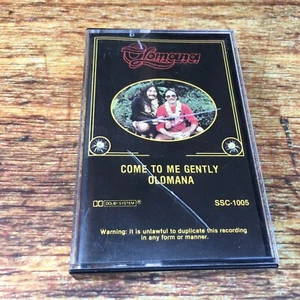 Olomana
COME TO ME GENTLY
OLOMANA
DOLBY SYSTEM®
SSC-1005
Warning: It is unlawful to duplicate this recording
in any form or manner.